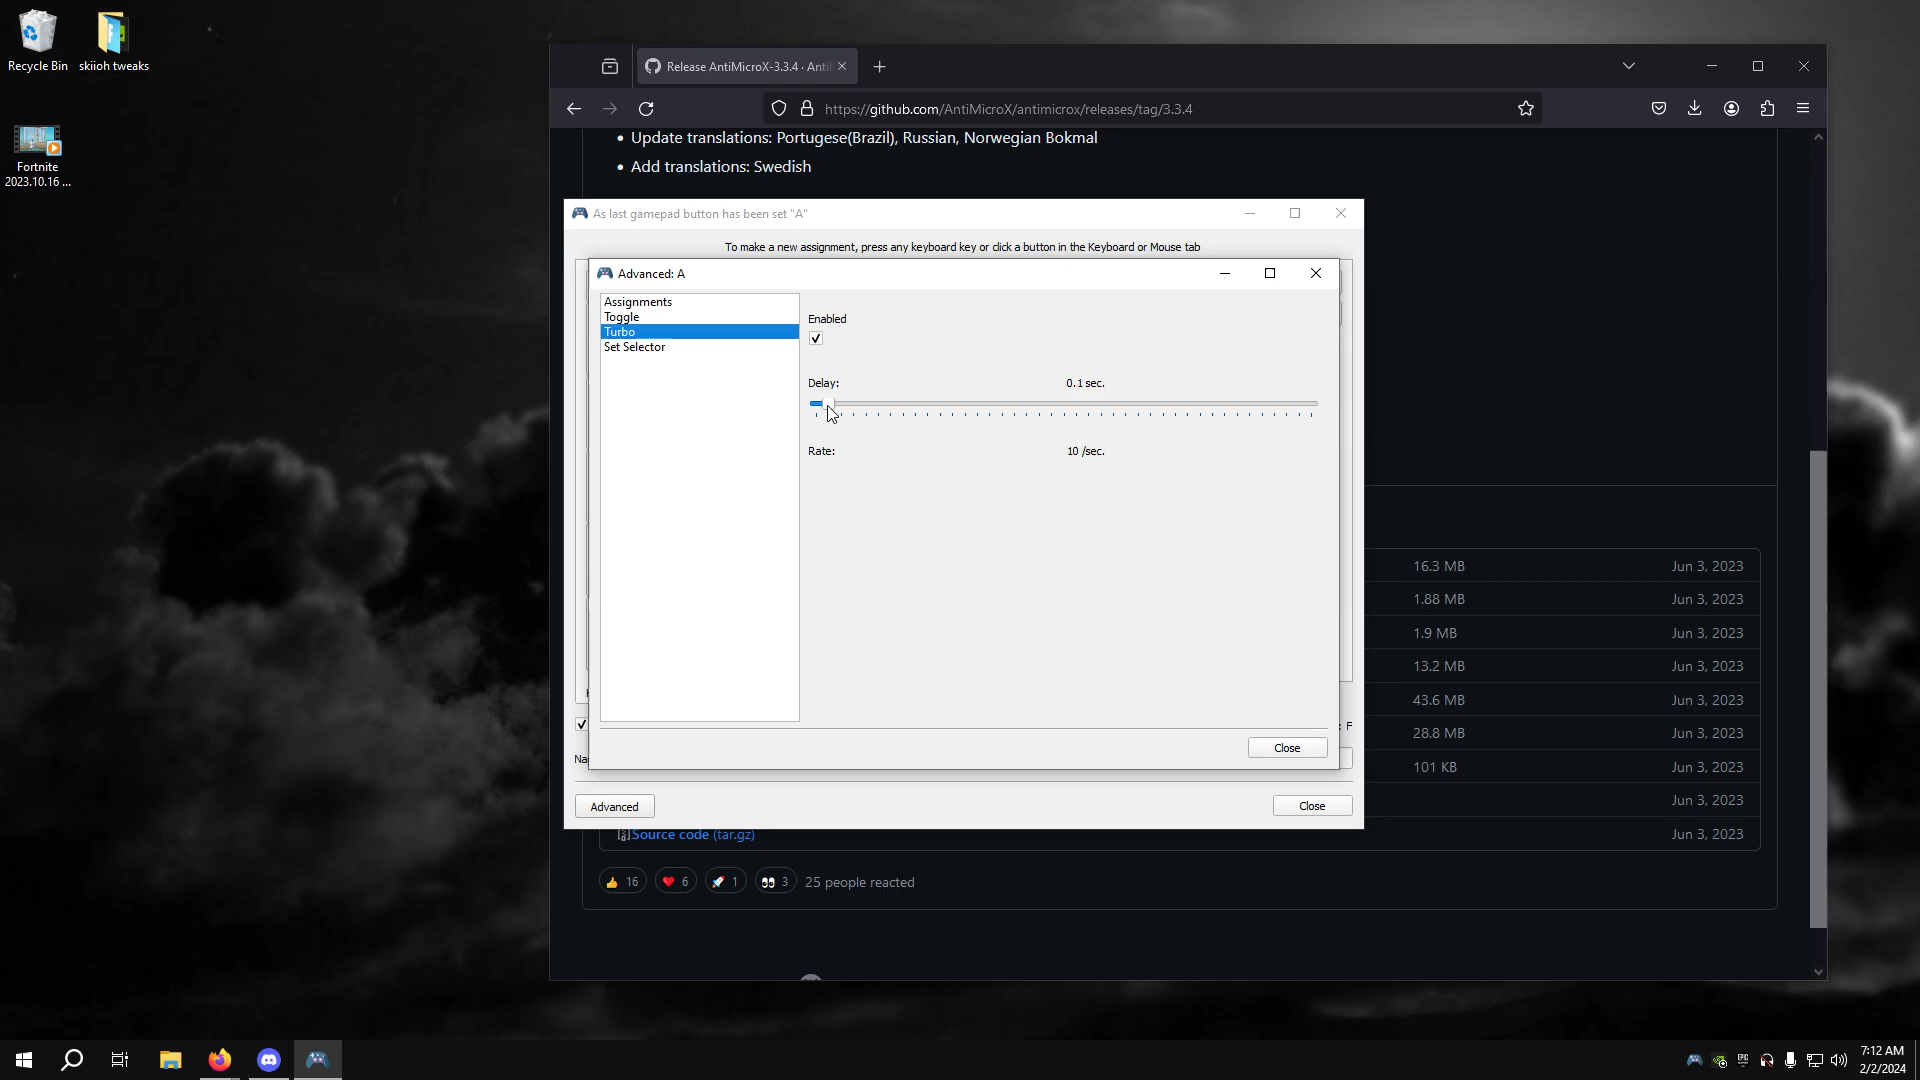 Recycle Bin
skiioh tweaks
Fortnite
2023.10.16 ...
Release AntiMicroX-3.3.4 · Anti
https://github.com/AntiMicroX/antimicrox/releases/tag/3.3.4
Update translations: Portugese(Brazil), Russian, Norwegian Bokmal
Add translations: Swedish
As last gamepad button has been set "A"
To make a new assignment, press any keyboard key or click a button in the Keyboard or Mouse tab
Advanced: A
Assignments
Toggle
Turbo
Set Selector
Enabled
Delay:
0.1 sec.
Rate:
10 /sec.
Close
: F
Na
Advanced
Close
16.3 MB
Jun 3, 2023
1.88 MB
Jun 3, 2023
1.9 MB
Jun 3, 2023
13.2 MB
Jun 3, 2023
43.6 MB
Jun 3, 2023
28.8 MB
Jun 3, 2023
101 KB
Jun 3, 2023
Jun 3, 2023
Source code (tar.gz)
Jun 3, 2023
16
6
1
3
25 people reacted
EPIC
7:12 AM
2/2/2024